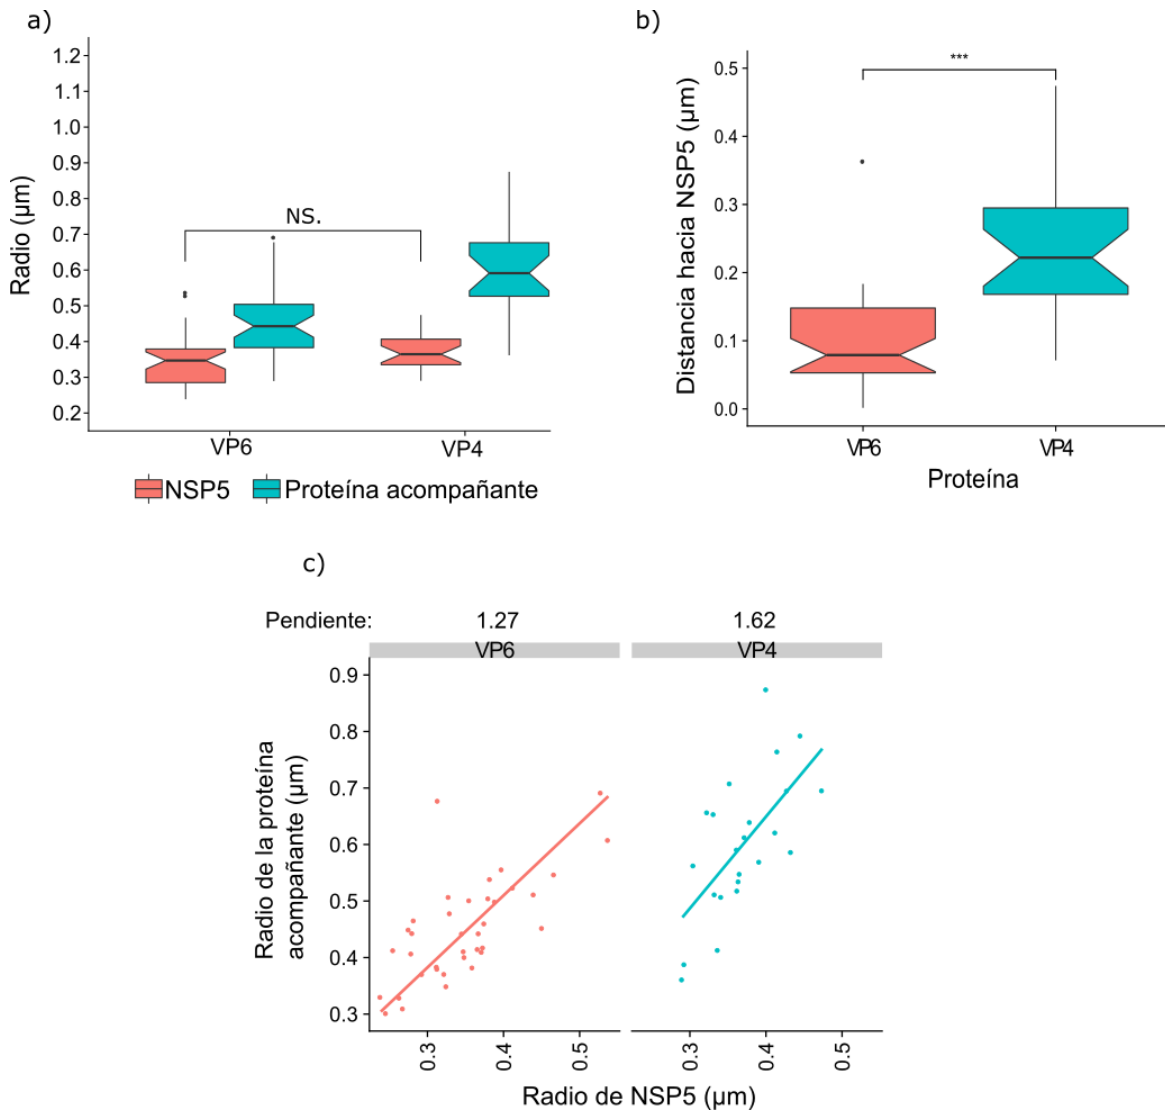 a)
1.2
1.1
1.0
0.9
0.8
0.7
0.6
0.5
0.4
0.3
0.2
Radio (µm)
NS.
VP6 VP4
NSP5 Proteína acompañante
b)
0.5
0.4
0.3
0.2
0.1
0.0
Distancia hacia NSP5 (µm)
***
VP6 VP4
Proteína
c)
Pendiente: 1.27 1.62
VP6 VP4
0.9
0.8
0.7
0.6
0.5
0.4
0.3
Radio de la proteína
acompañante (µm)
0.3 0.4 0.5 0.3 0.4 0.5
Radio de NSP5 (µm)